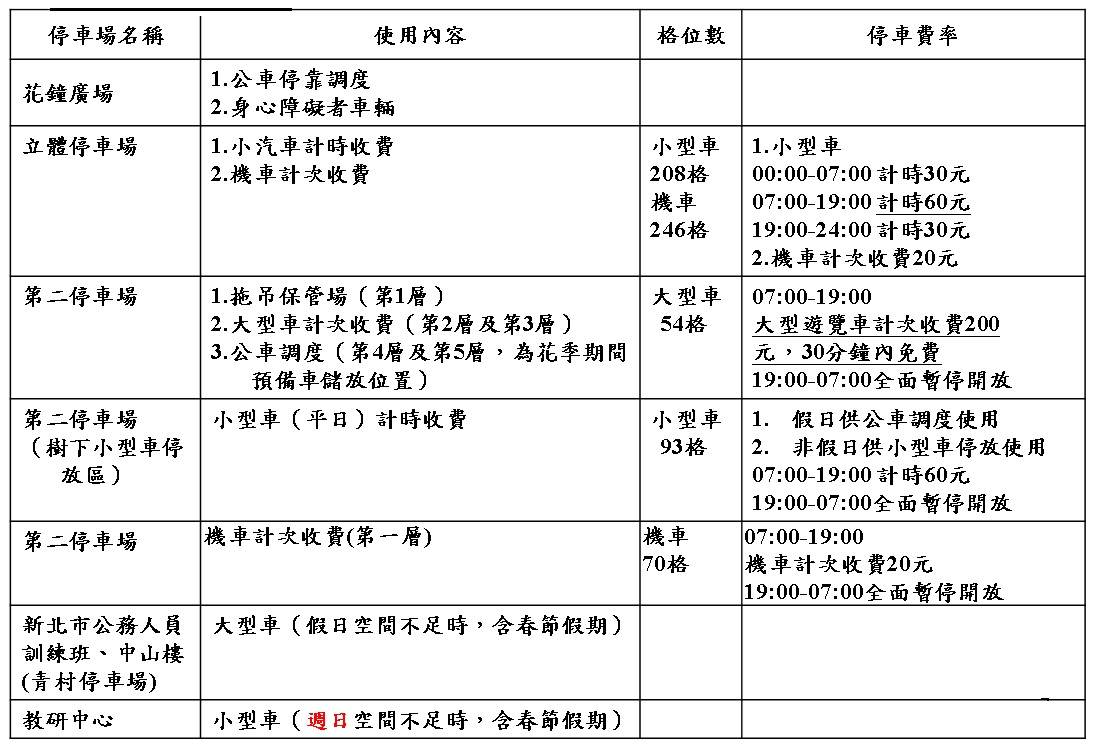 停車場名稱
使用內容
格位數
停車費率
花鐘廣場
1.公車停靠調度
2.身心障礙者車輛
立體停車場
1.小汽車計時收費
2.機車計次收費
小型車
208格
機車
246格
1.小型車
00:00-07:00 計時30元
07:00-19:00 計時60元
19:00-24:00 計時30元
2.機車計次收費20元
第二停車場
1.拖吊保管場（第1層）
2.大型車計次收費（第2層及第3層）
3.公車調度（第4層及第5層，為花季期間
預備車儲放位置）
大型車
54格
07:00-19:00
大型遊覽車計次收費200
元，30分鐘內免費
19:00-07:00全面暫停開放
第二停車場
（樹下小型車停
放區）
小型車（平日）計時收費
小型車
93格
1. 假日供公車調度使用
2. 非假日供小型車停放使用
07:00-19:00 計時60元
19:00-07:00全面暫停開放
第二停車場
機車計次收費(第一層)
機車
70格
07:00-19:00
機車計次收費20元
19:00-07:00全面暫停開放
新北市公務人員
訓練班、中山樓
(青村停車場)
大型車（假日空間不足時，含春節假期）
教研中心
小型車（週日空間不足時，含春節假期）